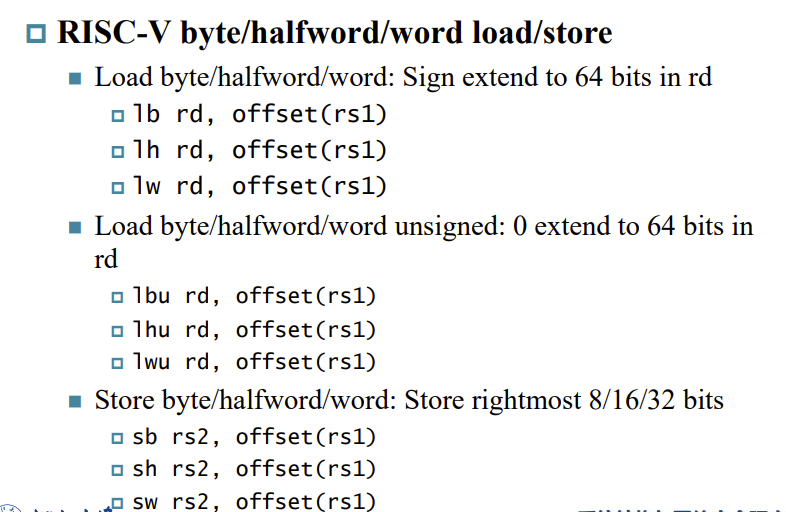 RISC-V byte/halfword/word load/store
Load byte/halfword/word: Sign extend to 64 bits in rd
lb rd, offset(rs1)
lh rd, offset(rs1)
lw rd, offset(rs1)
Load byte/halfword/word unsigned: 0 extend to 64 bits in
rd
lbu rd, offset(rs1)
lhu rd, offset(rs1)
lwu rd, offset(rs1)
Store byte/halfword/word: Store rightmost 8/16/32 bits
sb rs2, offset(rs1)
sh rs2, offset(rs1)
sw rs2, offset(rs1)